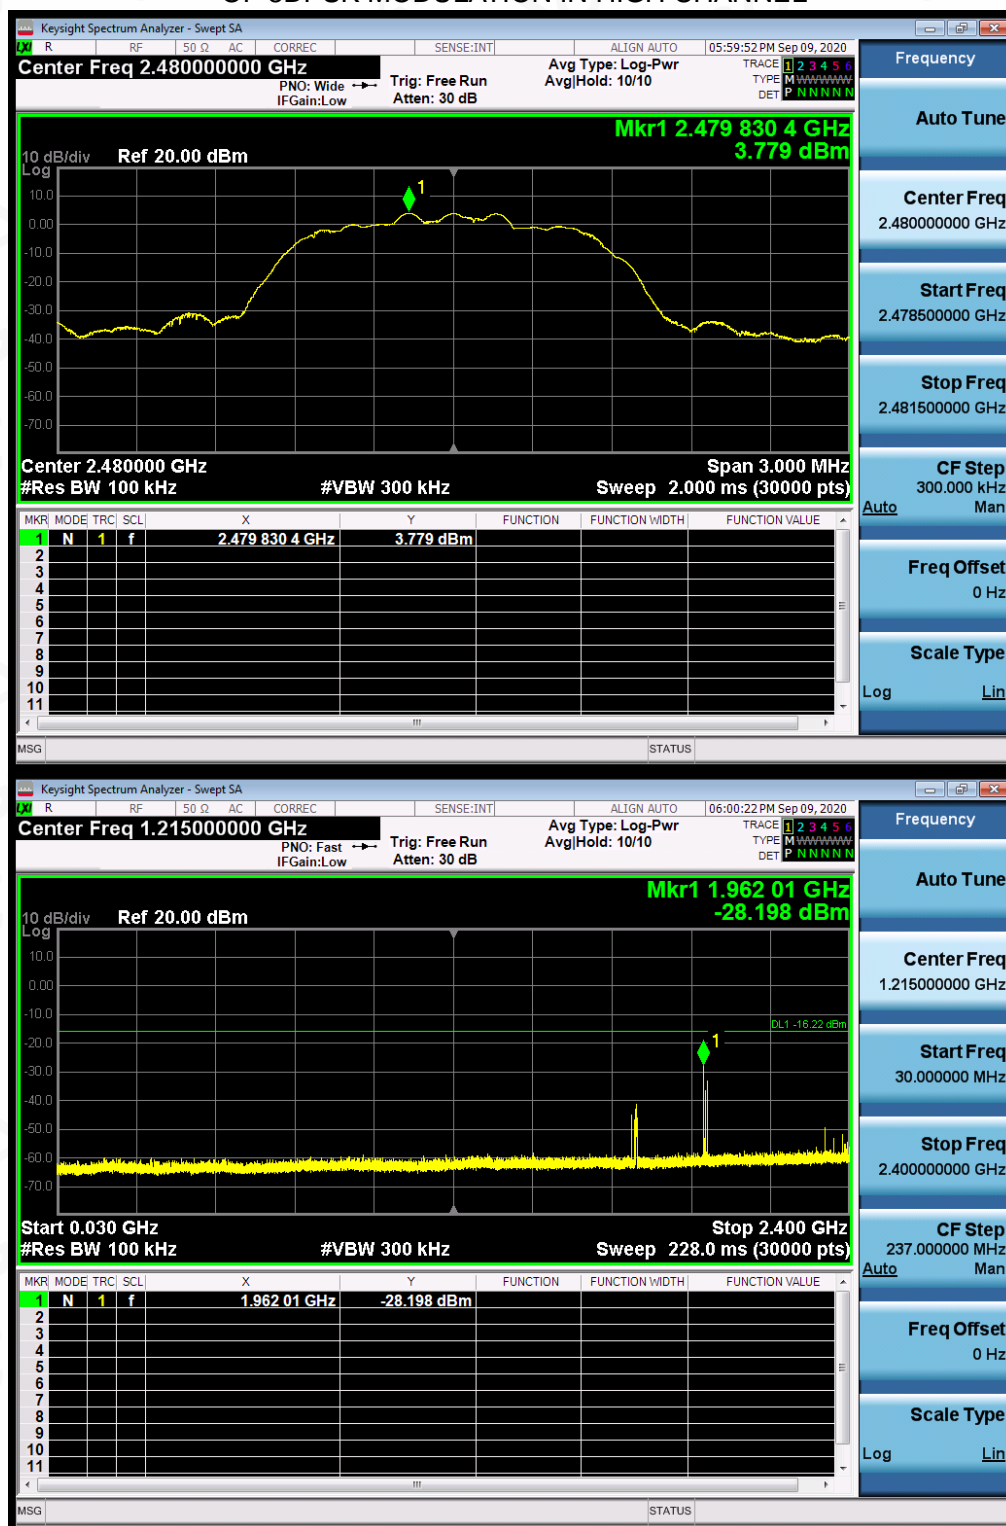 OF 8DPSK MODULATION IN HIGH CHANNEL
Keysight Spectrum Analyzer - Swept SA
LXI R RF 50 Ω AC CORREC SENSE:INT ALIGN AUTO 05:59:52 PM Sep 09, 2020
Center Freq 2.480000000 GHz
PNO: Wide
IFGain:Low
Trig: Free Run
Atten: 30 dB
Avg Type: Log-Pwr
Avg|Hold: 10/10
TRACE 1 2 3 4 5 6
TYPE M WWWWW
DET P N N N N N
Mkr1 2.479 830 4 GHz
3.779 dBm
10 dB/div Ref 20.00 dBm
Log
10.0
0.00
-10.0
-20.0
-30.0
-40.0
-50.0
-60.0
-70.0
1
Center 2.480000 GHz Span 3.000 MHz
#Res BW 100 kHz #VBW 300 kHz Sweep 2.000 ms (30000 pts)
MKR MODE TRC SCL X Y FUNCTION FUNCTION WIDTH FUNCTION VALUE
1 N 1 f 2.479 830 4 GHz 3.779 dBm
2
3
4
5
6
7
8
9
10
11
MSG STATUS
Frequency
Auto Tune
Center Freq
2.480000000 GHz
Start Freq
2.478500000 GHz
Stop Freq
2.481500000 GHz
CF Step
300.000 kHz
Auto Man
Freq Offset
0 Hz
Scale Type
Log Lin
Keysight Spectrum Analyzer - Swept SA
LXI R RF 50 Ω AC CORREC SENSE:INT ALIGN AUTO 06:00:22 PM Sep 09, 2020
Center Freq 1.215000000 GHz
PNO: Fast
IFGain:Low
Trig: Free Run
Atten: 30 dB
Avg Type: Log-Pwr
Avg|Hold: 10/10
TRACE 1 2 3 4 5 6
TYPE M WWWWW
DET P N N N N N
Mkr1 1.962 01 GHz
-28.198 dBm
10 dB/div Ref 20.00 dBm
Log
10.0
0.00
-10.0
-20.0
-30.0
-40.0
-50.0
-60.0
-70.0
DL1 -16.22 dBm
1
Start 0.030 GHz Stop 2.400 GHz
#Res BW 100 kHz #VBW 300 kHz Sweep 228.0 ms (30000 pts)
MKR MODE TRC SCL X Y FUNCTION FUNCTION WIDTH FUNCTION VALUE
1 N 1 f 1.962 01 GHz -28.198 dBm
2
3
4
5
6
7
8
9
10
11
MSG STATUS
Frequency
Auto Tune
Center Freq
1.215000000 GHz
Start Freq
30.000000 MHz
Stop Freq
2.400000000 GHz
CF Step
237.000000 MHz
Auto Man
Freq Offset
0 Hz
Scale Type
Log Lin